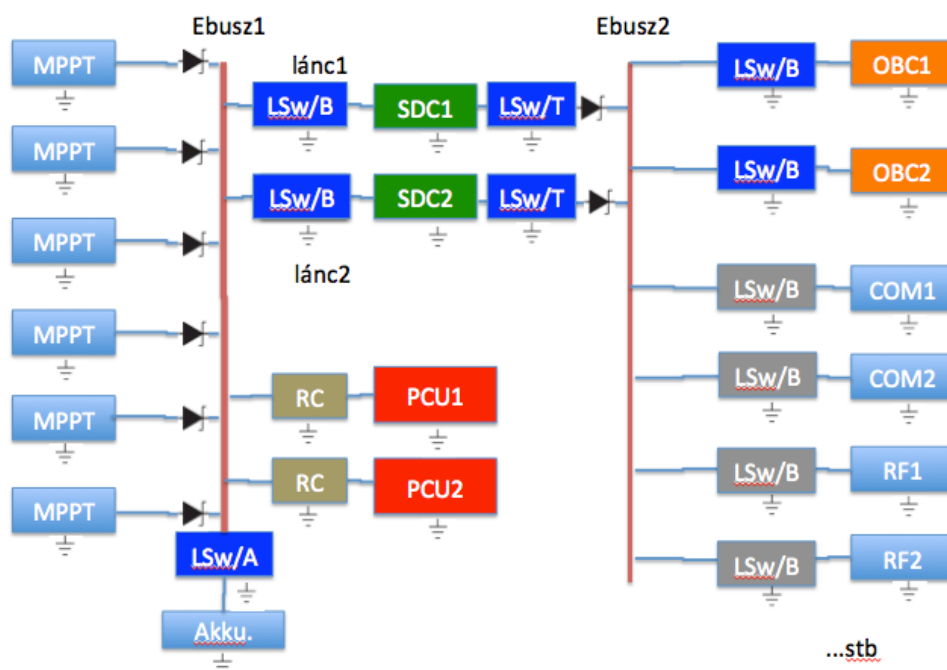 Ebusz1
Ebusz2
MPPT
MPPT
MPPT
MPPT
MPPT
MPPT
lánc1
LSw/B
SDC1
LSw/T
LSw/B
SDC2
LSw/T
lánc2
RC
PCU1
RC
PCU2
LSw/A
Akku.
LSw/B
OBC1
LSw/B
OBC2
LSw/B
COM1
LSw/B
COM2
LSw/B
RF1
LSw/B
RF2
...stb